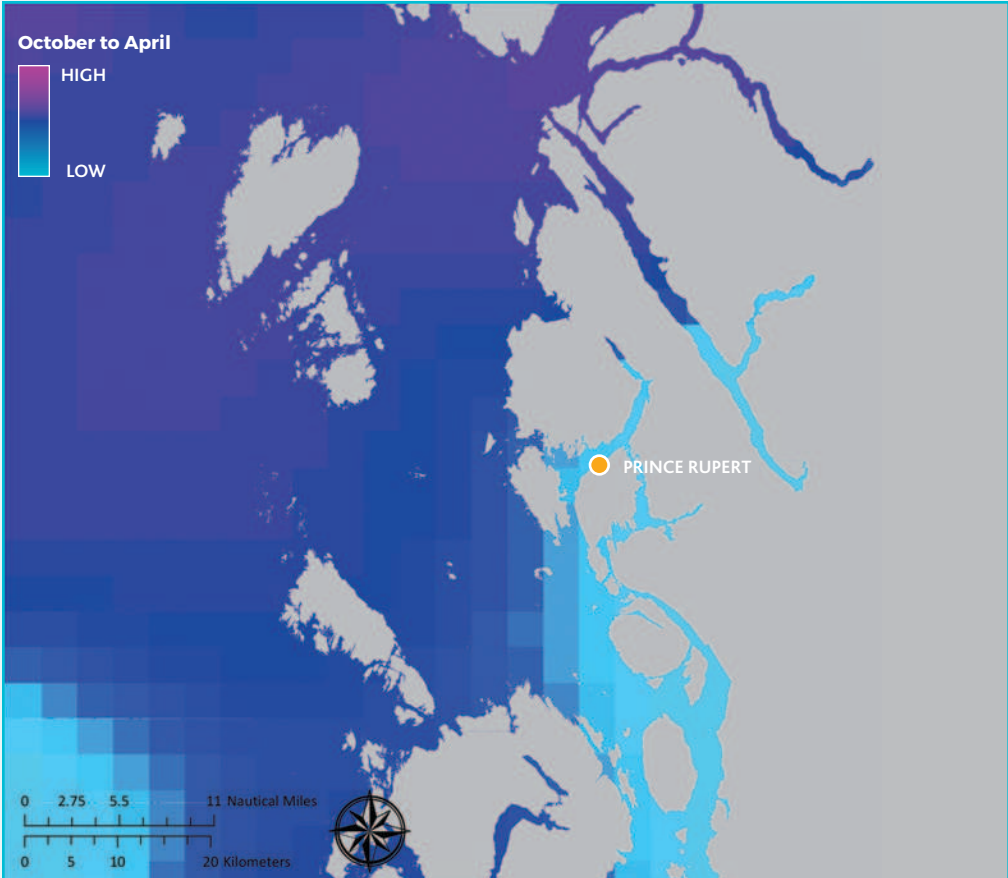 October to April
HIGH
LOW
PRINCE RUPERT
0 2.75 5.5 11 Nautical Miles
0 5 10 20 Kilometers